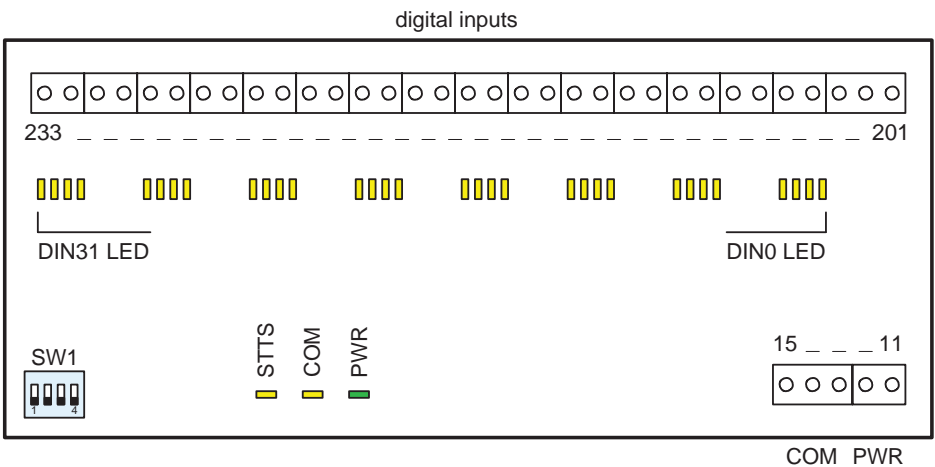 digital inputs
233 _ _ _ _ _ _ _ _ _ _ _ _ _ _ _ _ _ _ _ _ _ _ _ _ _ _ _ _ _ _ _ 201
DIN31 LED DIN0 LED
STTS COM PWR
SW1
1 4
15 _ _ _ 11
COM PWR